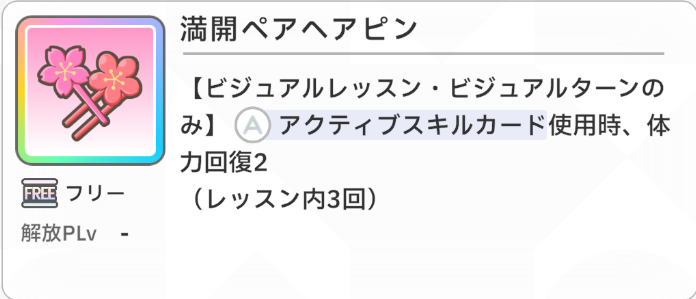 満開ペアヘアピン
【ビジュアルレッスン・ビジュアルターンの
み】 A アクティブスキルカード使用時、体
力回復2
（レッスン内3回）
FREE フリー
解放PLv -